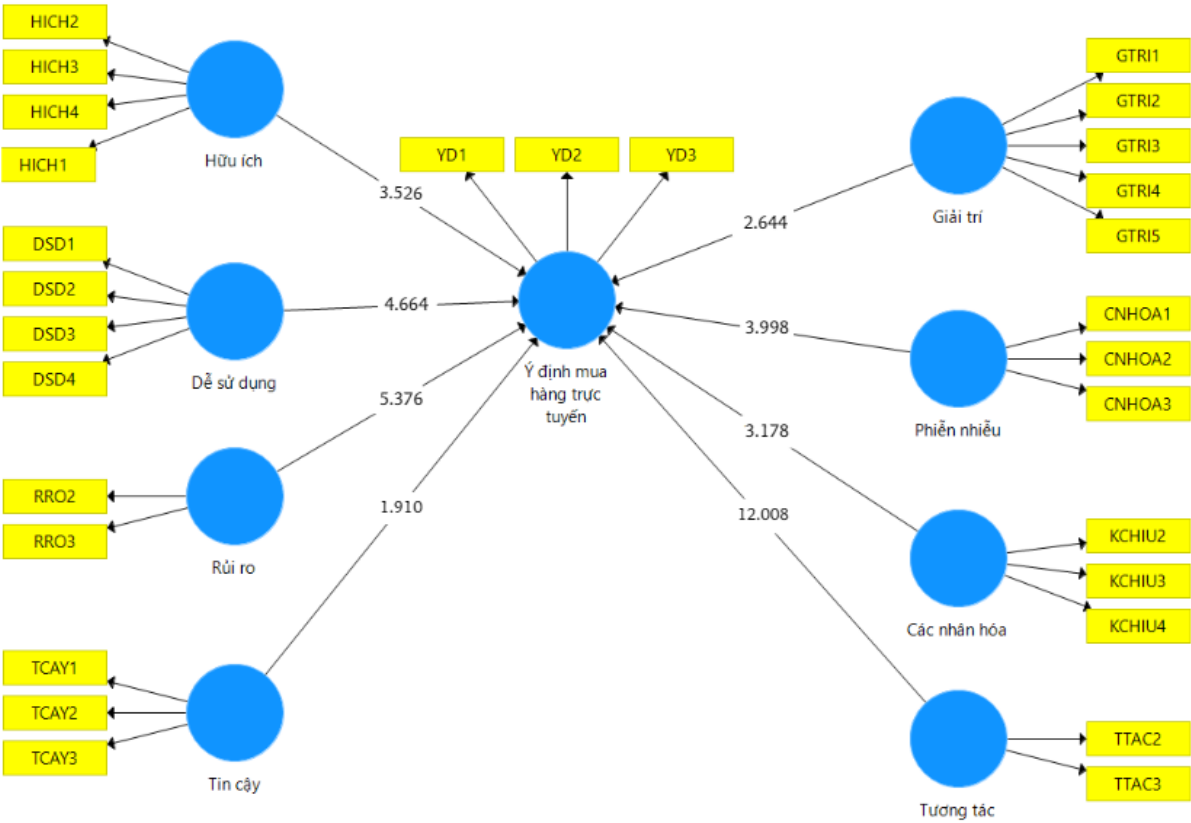 HICH2
HICH3
HICH4
HICH1
Hữu ích
DSD1
DSD2
DSD3
DSD4
Dễ sử dụng
RRO2
RRO3
Rủi ro
TCAY1
TCAY2
TCAY3
Tin cậy
3.526
4.664
5.376
1.910
YD1
YD2
YD3
Ý định mua
hàng trực
tuyến
2.644
3.998
3.178
12.008
GTRI1
GTRI2
GTRI3
GTRI4
GTRI5
Giải trí
CNHOA1
CNHOA2
CNHOA3
Phiễn nhiễu
KCHIU2
KCHIU3
KCHIU4
Các nhân hóa
TTAC2
TTAC3
Tương tác